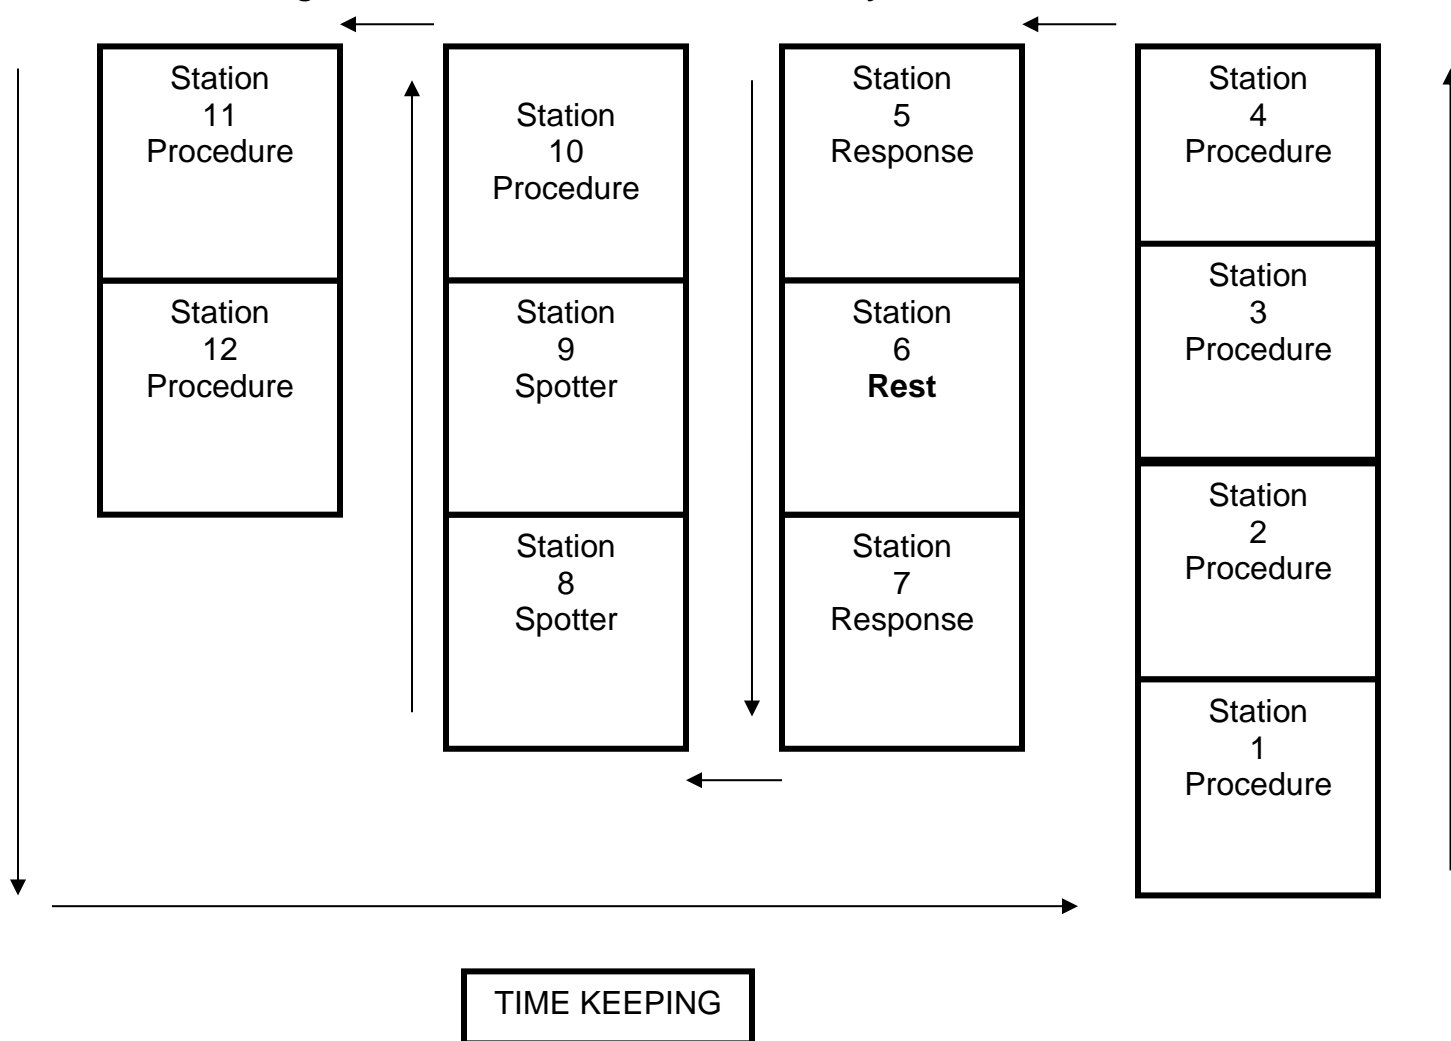 Station
11
Procedure
Station
12
Procedure
Station
10
Procedure
Station
9
Spotter
Station
8
Spotter
Station
5
Response
Station
6
Rest
Station
7
Response
Station
4
Procedure
Station
3
Procedure
Station
2
Procedure
Station
1
Procedure
TIME KEEPING